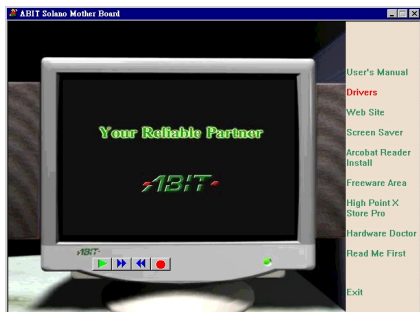 ABIT Solano Mother Board
User's Manual
Drivers
Web Site
Screen Saver
Arcobat Reader
Install
Freeware Area
High Point X
Store Pro
Hardware Doctor
Read Me First
Exit
Your Reliable Partner
ABIT
ABIT